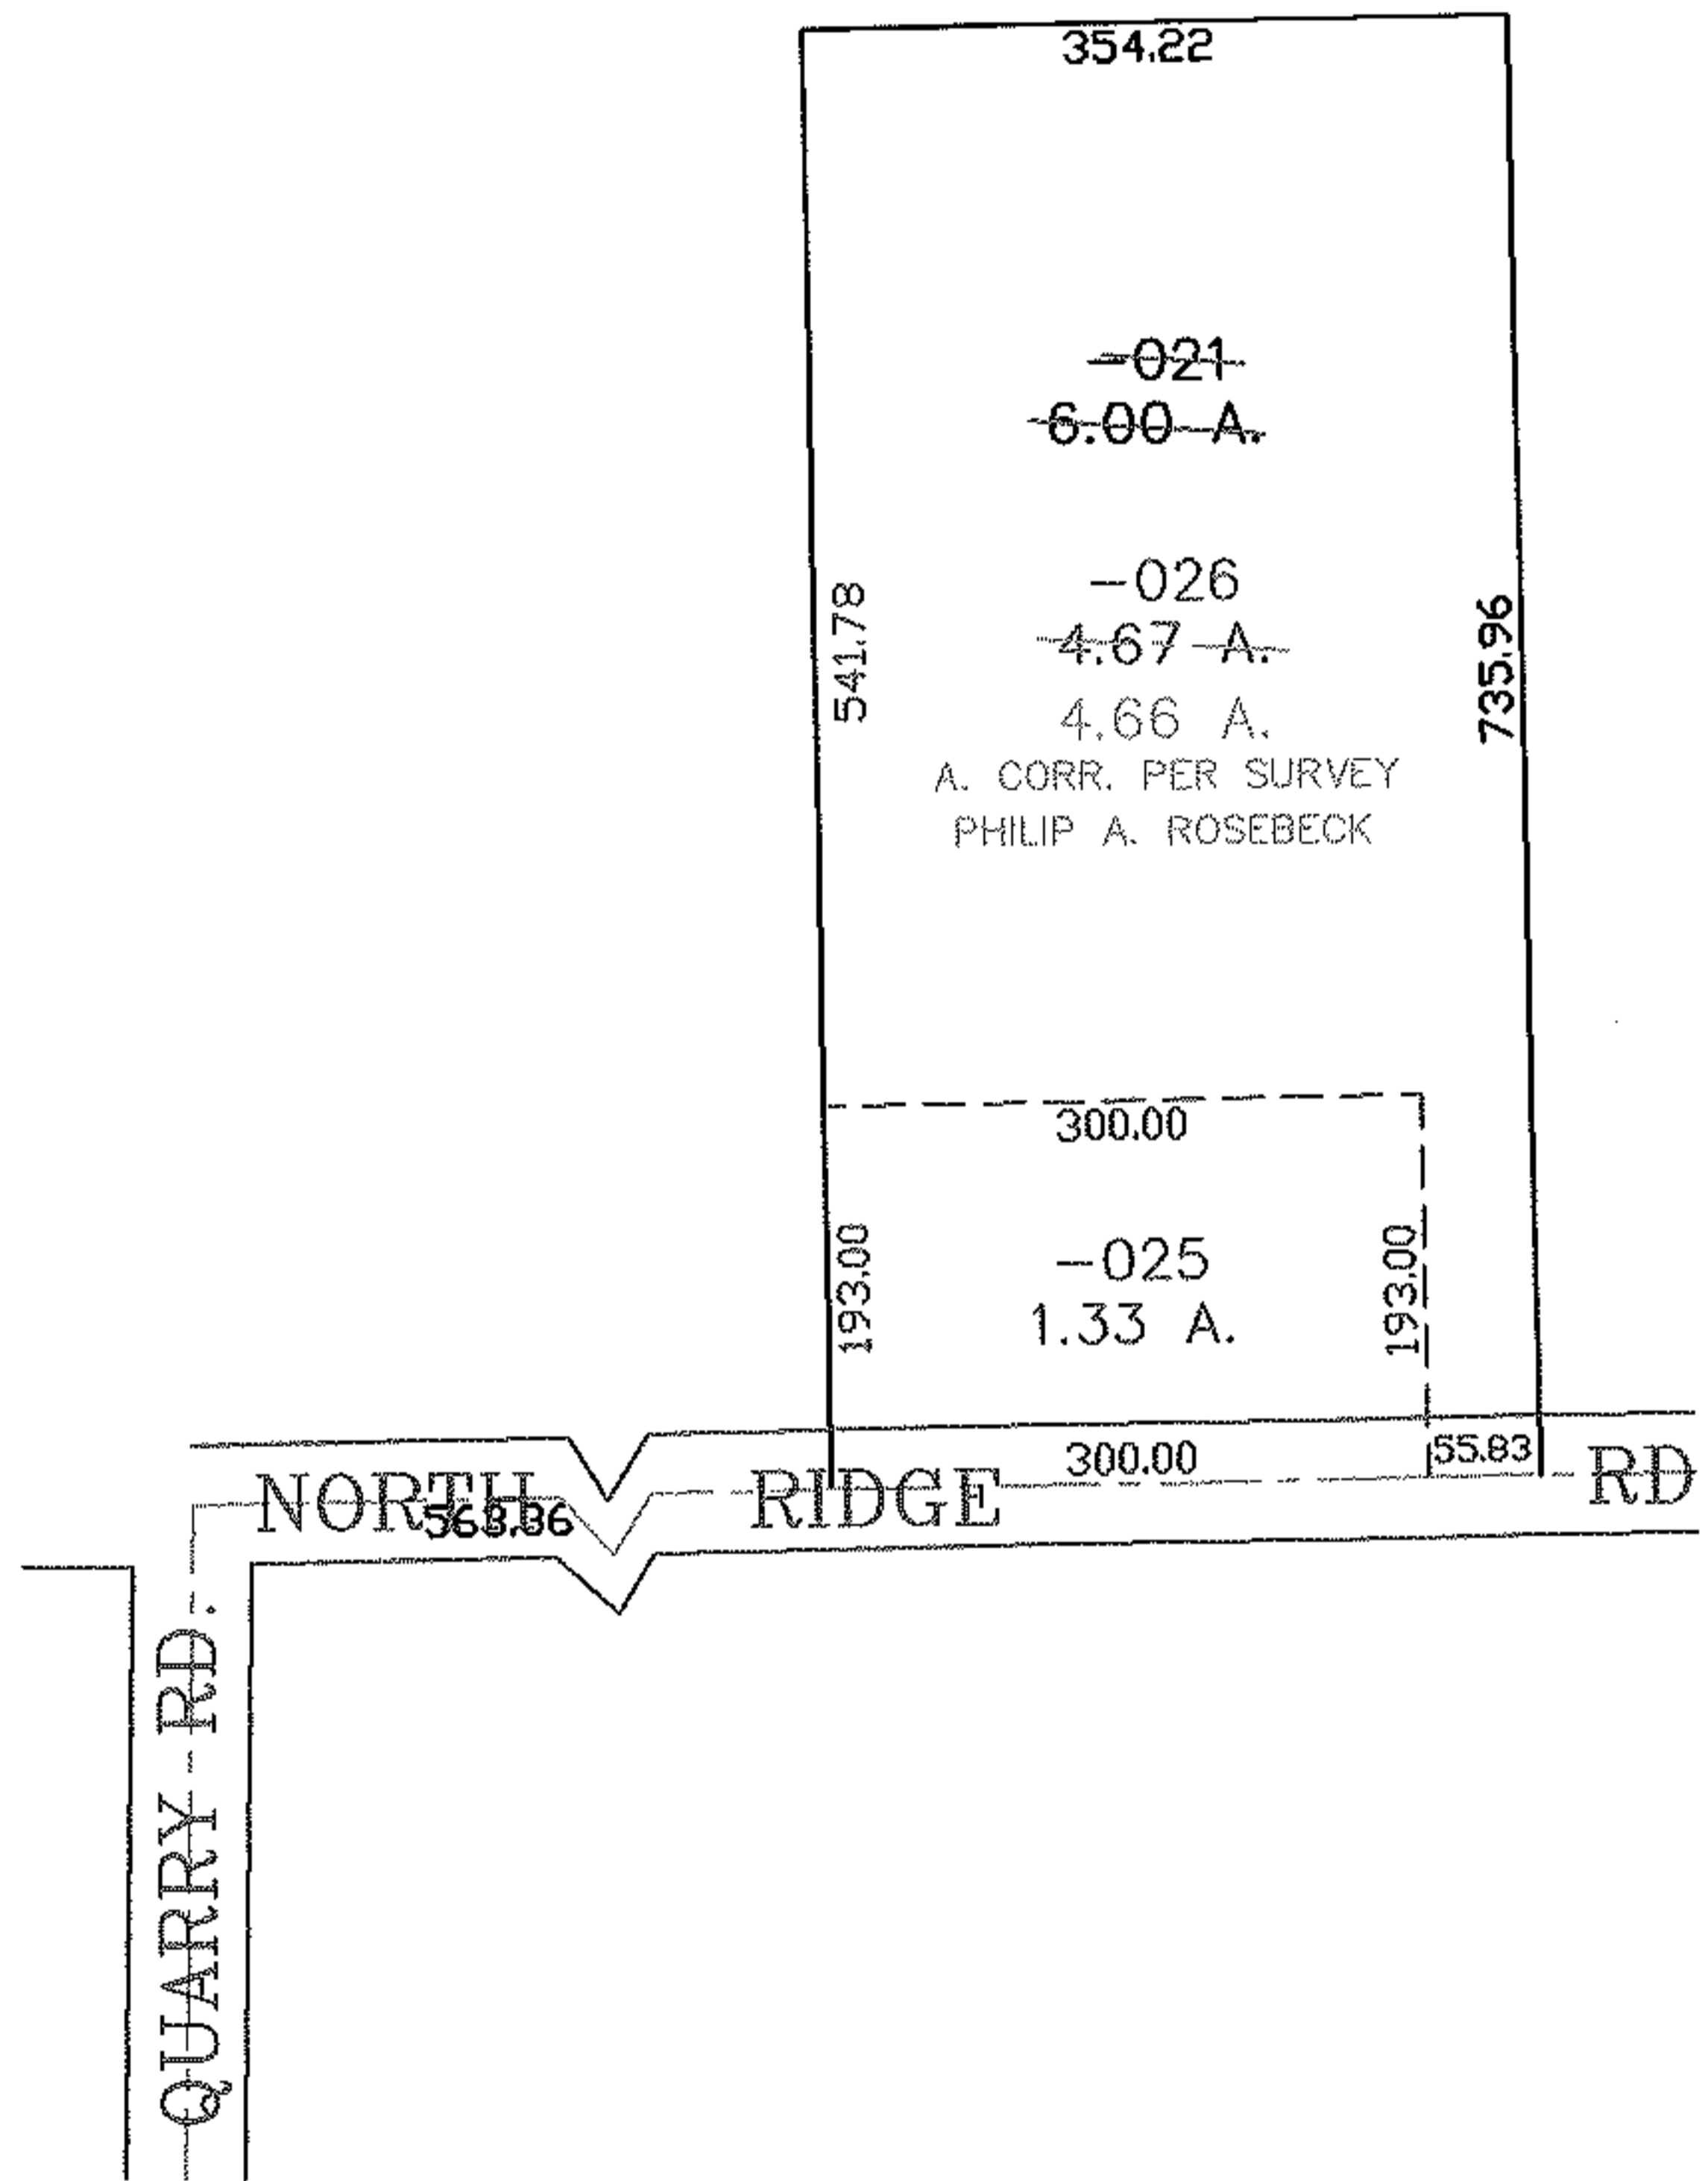 354.22
-021
6.00 A.
-026
4.67 A.
4.66 A.
A. CORR. PER SURVEY
PHILIP A. ROSEBECK
541.78
735.96
300.00
193.00
-025
1.33 A.
193.00
300.00
55.83
NORTH RIDGE RD
QUARRY RD.